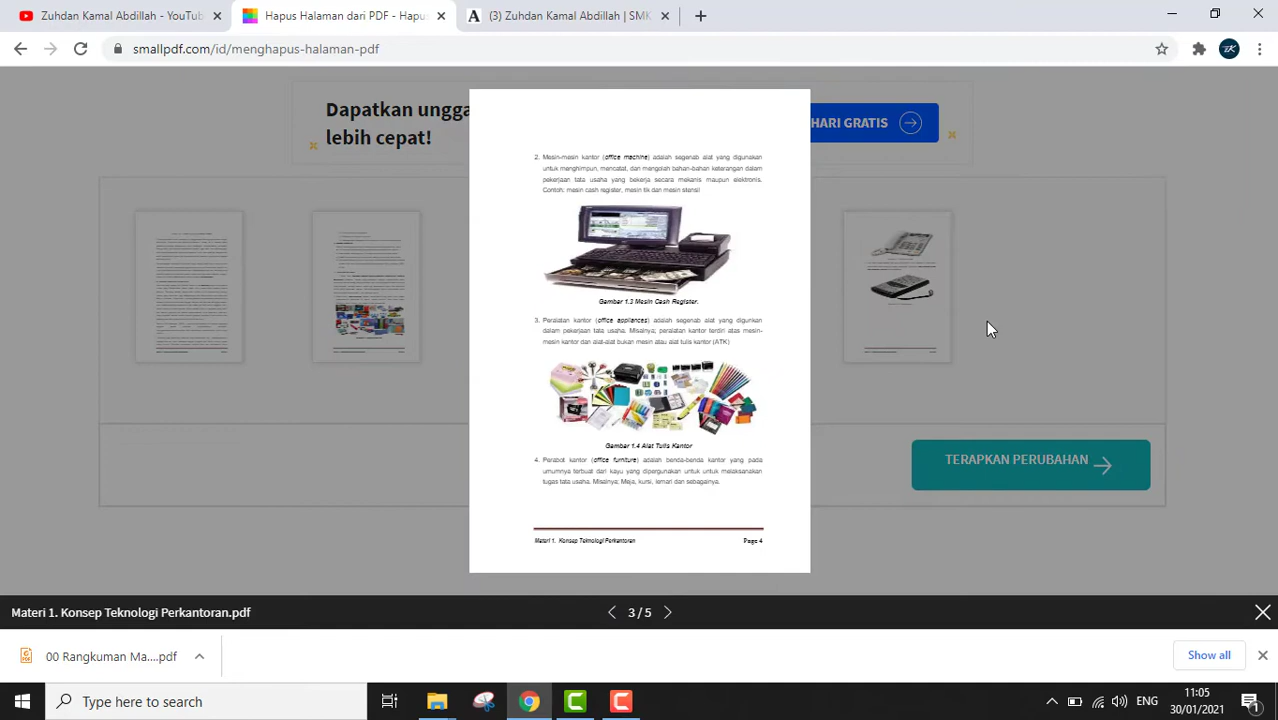 Zuhdan Kamal Abdillah - YouTub
Hapus Halaman dari PDF - Hapus
(3) Zuhdan Kamal Abdillah | SMK
smallpdf.com/id/menghapus-halaman-pdf
Dapatkan ungga
lebih cepat!
HARI GRATIS
2. Mesin-mesin kantor (office machine) adalah segenab alat yang digunakan
untuk menghimpun, mencatat, dan mengolah bahan-bahan keterangan dalam
pekerjaan tata usaha yang bekerja secara mekanis maupun elektronis.
Contoh: mesin cash register, mesin tik dan mesin stensil
Gambar 1.3 Mesin Cash Register.
3. Peralatan kantor (office appliances) adalah segenab alat yang digunkan
dalam pekerjaan tata usaha. Misalnya; peralatan kantor terdiri atas mesin-
mesin kantor dan alat-alat bukan mesin atau alat tulis kantor (ATK)
Gambar 1.4 Alat Tulis Kantor
4. Perabot kantor (office furniture) adalah benda-benda kantor yang pada
umumnya terbuat dari kayu yang dipergunakan untuk untuk melaksanakan
tugas tata usaha. Misalnya; Meja, kursi, lemari dan sebagainya.
Materi 1. Konsep Teknologi Perkantoran Page 4
TERAPKAN PERUBAHAN
Materi 1. Konsep Teknologi Perkantoran.pdf
3 / 5
00 Rangkuman Ma....pdf
Show all
Type here to search
ENG
11:05
30/01/2021